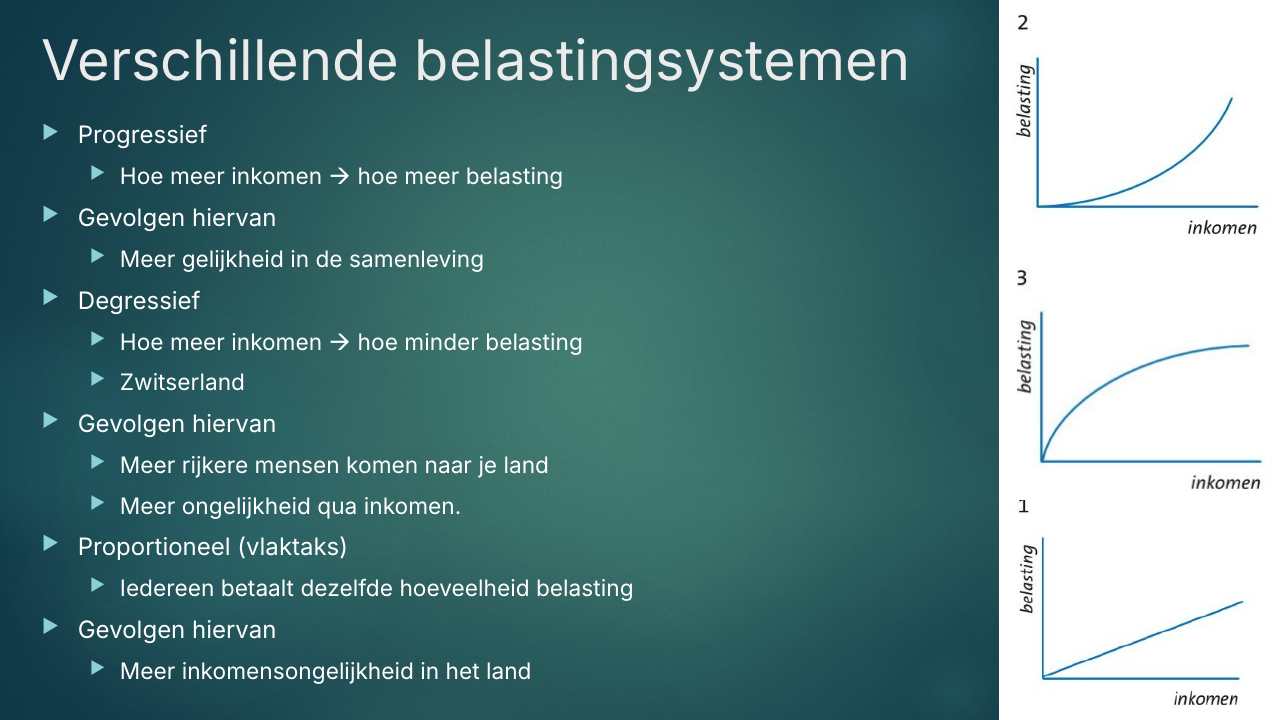 Verschillende belastingsystemen
Progressief
Hoe meer inkomen → hoe meer belasting
Gevolgen hiervan
Meer gelijkheid in de samenleving
Degressief
Hoe meer inkomen → hoe minder belasting
Zwitserland
Gevolgen hiervan
Meer rijkere mensen komen naar je land
Meer ongelijkheid qua inkomen.
Proportioneel (vlaktaks)
Iedereen betaalt dezelfde hoeveelheid belasting
Gevolgen hiervan
Meer inkomensongelijkheid in het land
2
belasting
inkomen
3
belasting
inkomen
1
belasting
inkomen